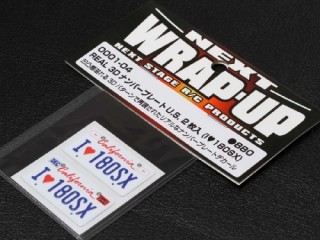 NEXT
WRAP UP
NEXT STAGE R/C PRODUCTS
0001-04 ●880
REAL 3D ナンバープレート U.S. 2枚入 (I♥180SX)
California
I♥180SX
California
I♥180SX